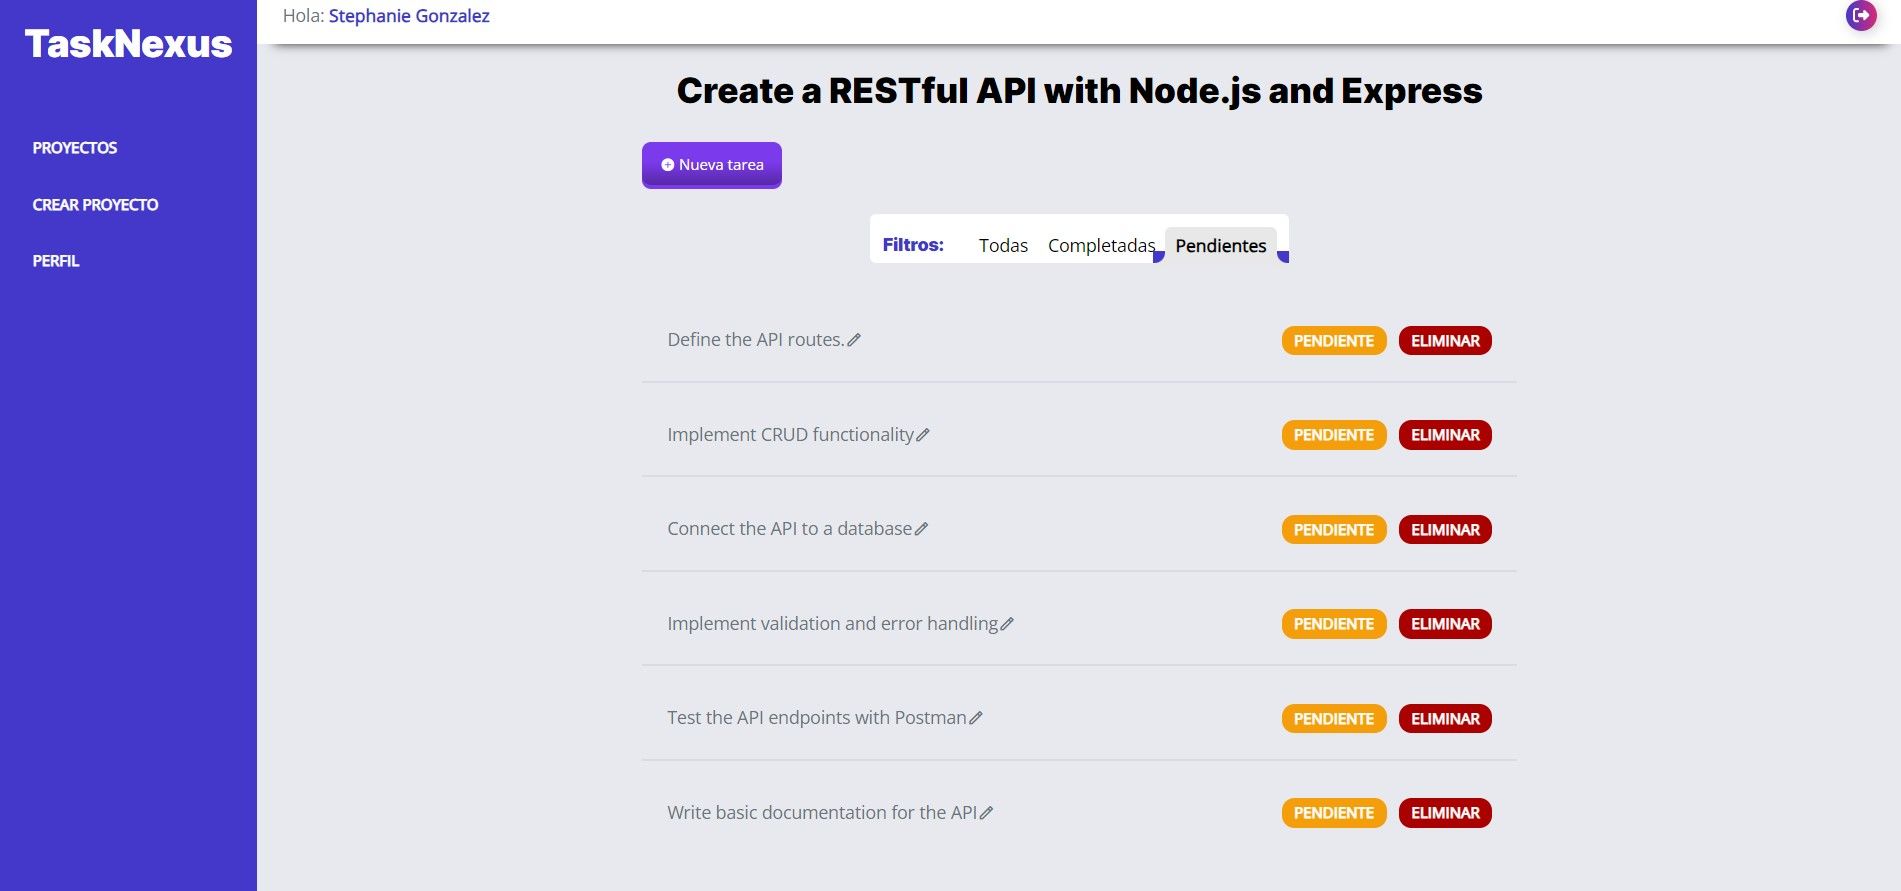 TaskNexus
Hola: Stephanie Gonzalez
PROYECTOS
CREAR PROYECTO
PERFIL
Create a RESTful API with Node.js and Express
Nueva tarea
Filtros: Todas Completadas Pendientes
Define the API routes. PENDIENTE ELIMINAR
Implement CRUD functionality PENDIENTE ELIMINAR
Connect the API to a database PENDIENTE ELIMINAR
Implement validation and error handling PENDIENTE ELIMINAR
Test the API endpoints with Postman PENDIENTE ELIMINAR
Write basic documentation for the API PENDIENTE ELIMINAR